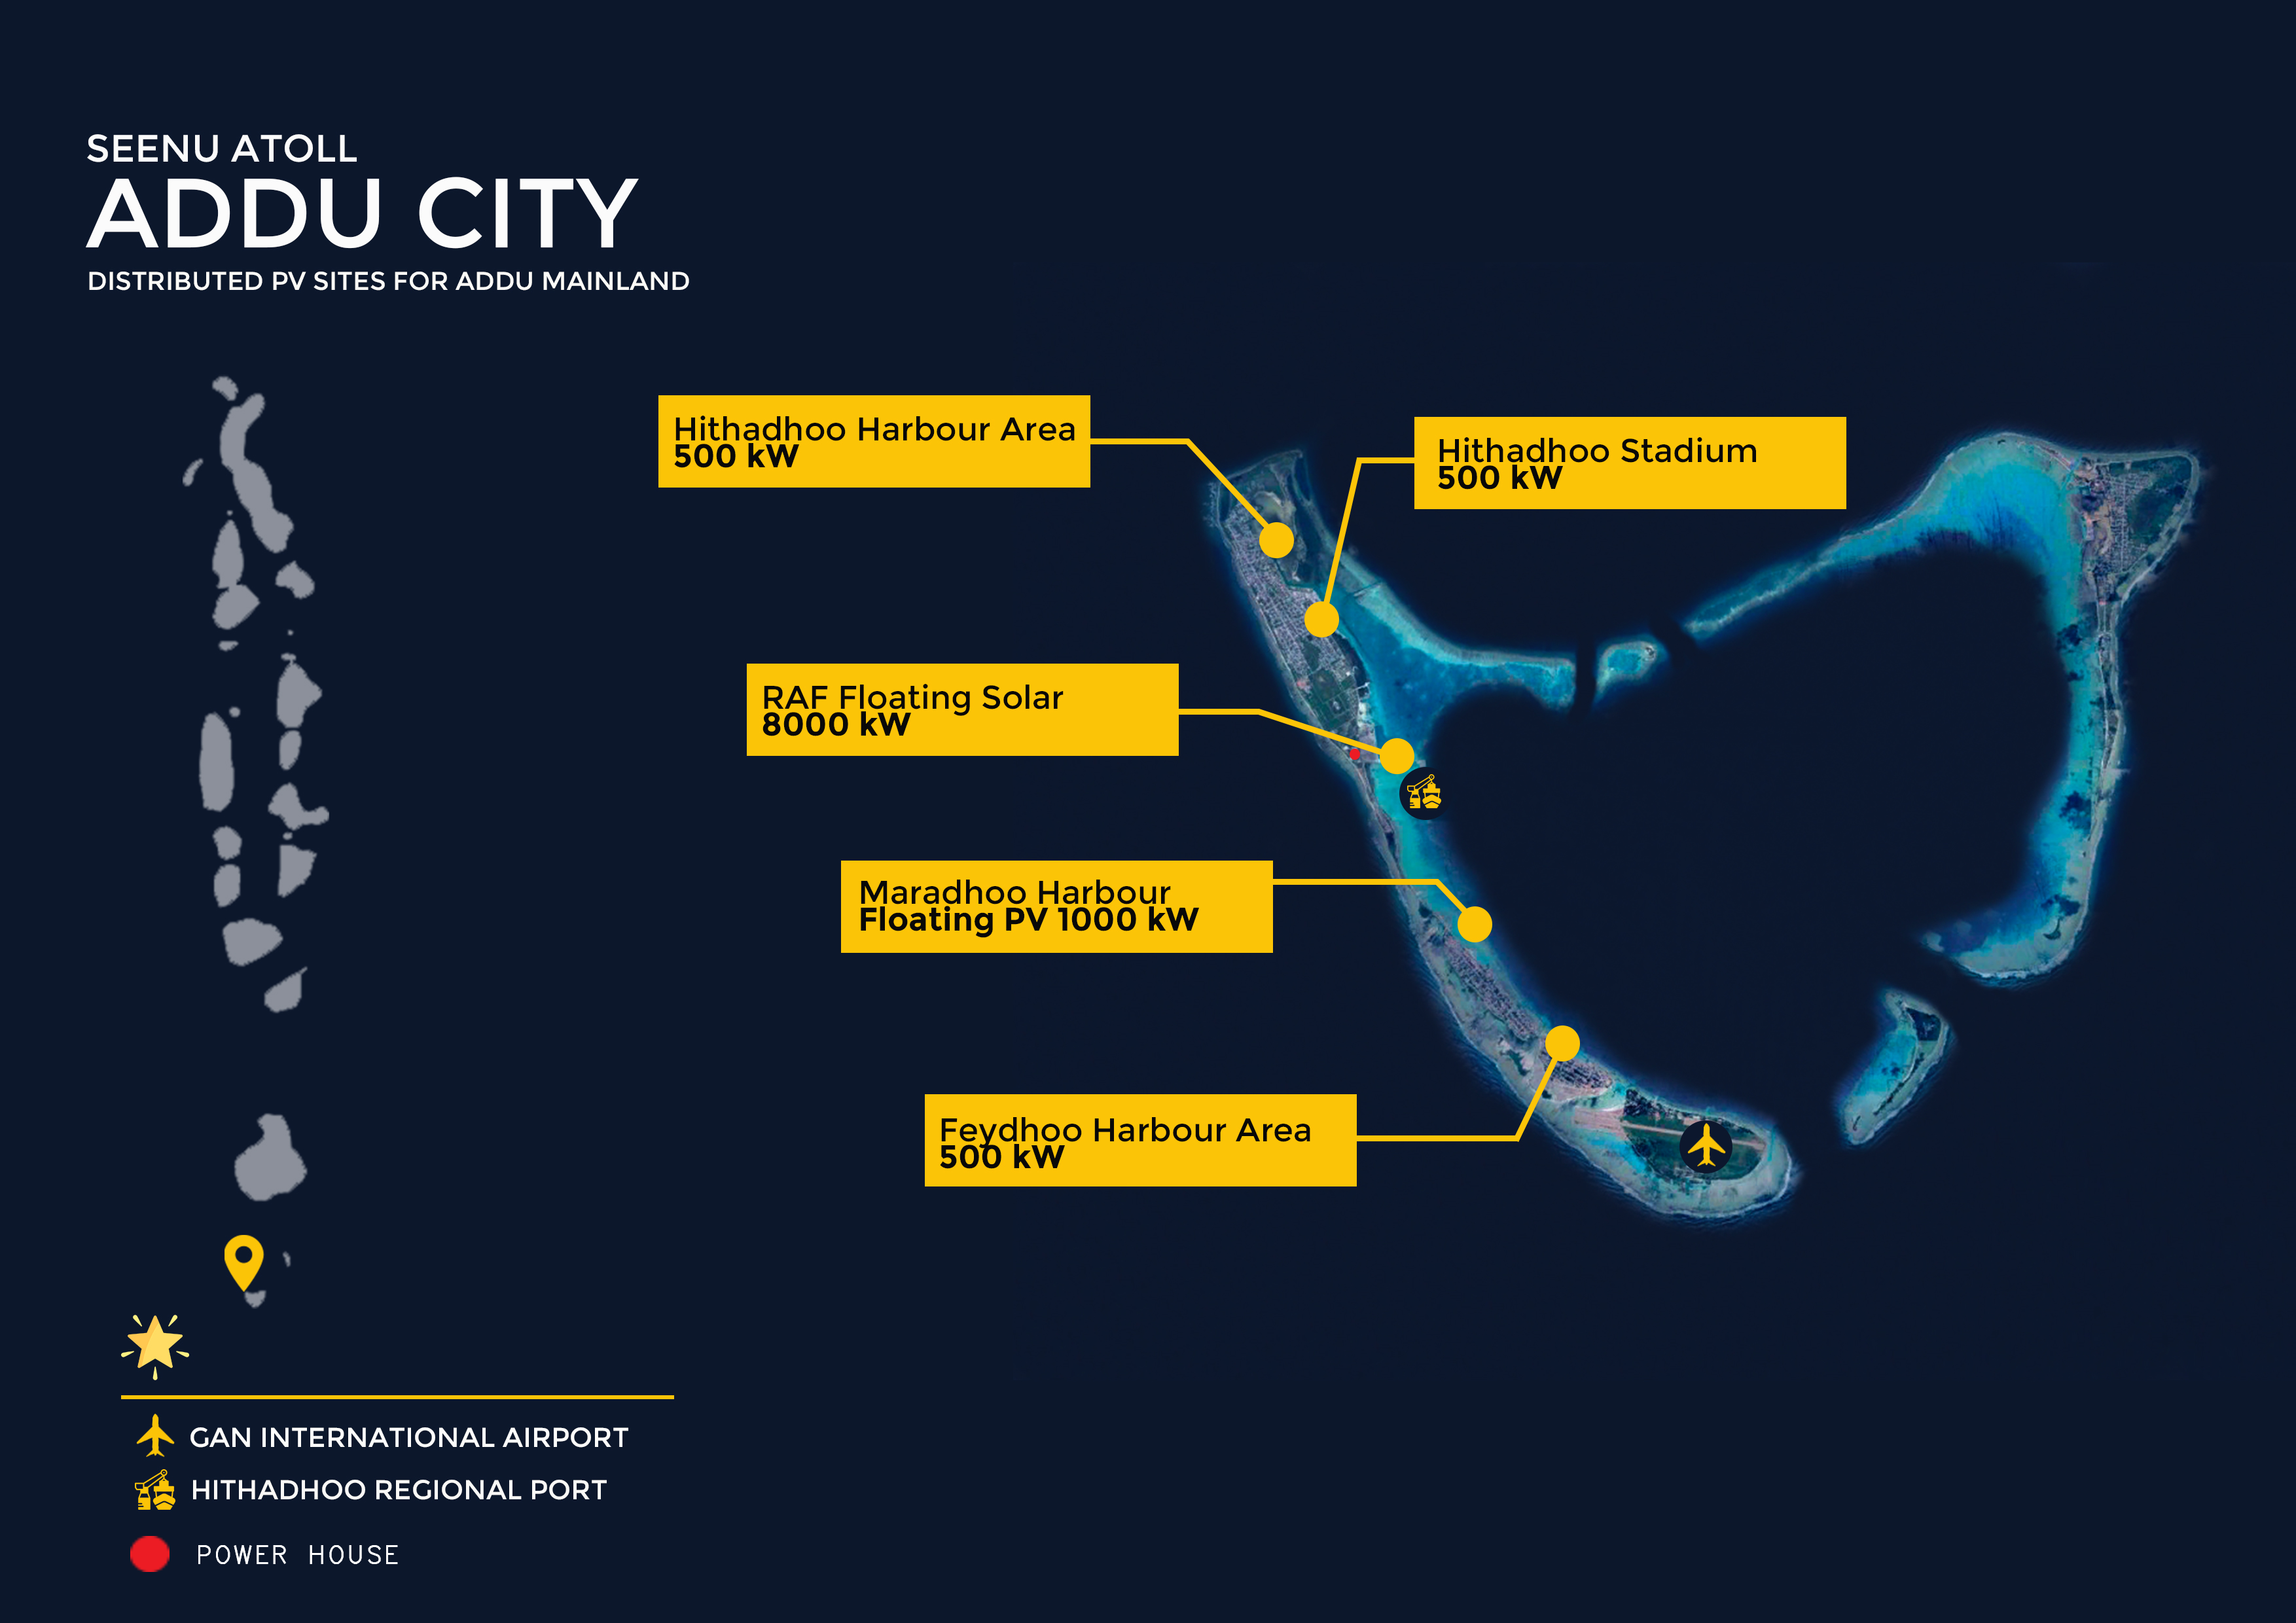 SEENU ATOLL
ADDU CITY
DISTRIBUTED PV SITES FOR ADDU MAINLAND
Hithadhoo Harbour Area
500 kW
Hithadhoo Stadium
500 kW
RAF Floating Solar
8000 kW
Maradhoo Harbour
Floating PV 1000 kW
Feydhoo Harbour Area
500 kW
GAN INTERNATIONAL AIRPORT
HITHADHOO REGIONAL PORT
POWER HOUSE